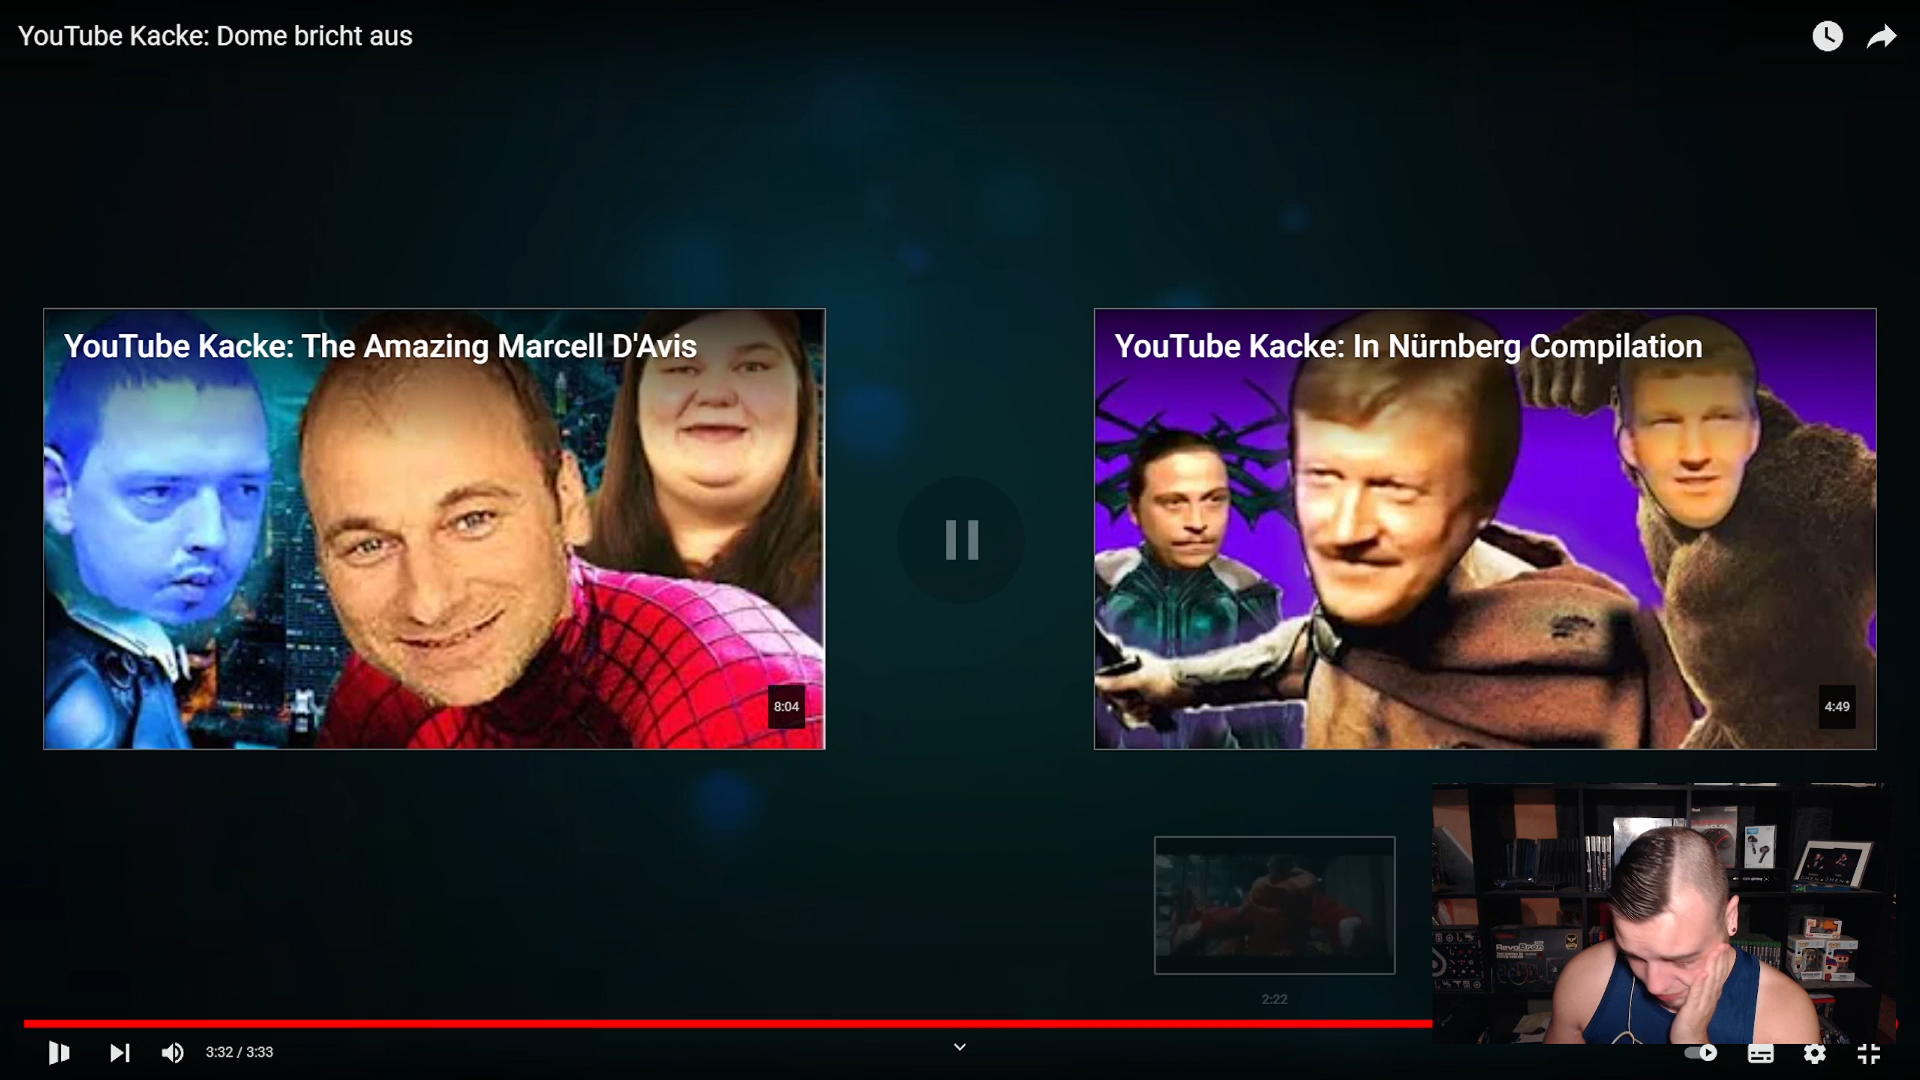 YouTube Kacke: Dome bricht aus
YouTube Kacke: The Amazing Marcell D'Avis
8:04
YouTube Kacke: In Nürnberg Compilation
4:49
2:22
3:32 / 3:33